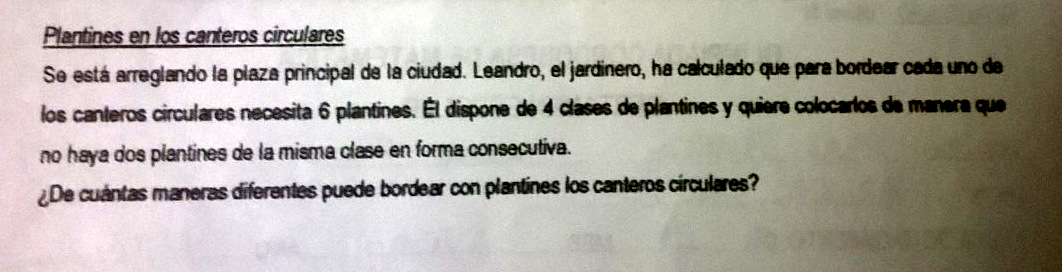 Plantines en los canteros circulares
Se está arreglando la plaza principal de la ciudad. Leandro, el jardinero, ha calculado que para bordear cada uno de
los canteros circulares necesita 6 plantines. Él dispone de 4 clases de plantines y quiere colocarlos de manera que
no haya dos plantines de la misma clase en forma consecutiva.
¿De cuántas maneras diferentes puede bordear con plantines los canteros circulares?